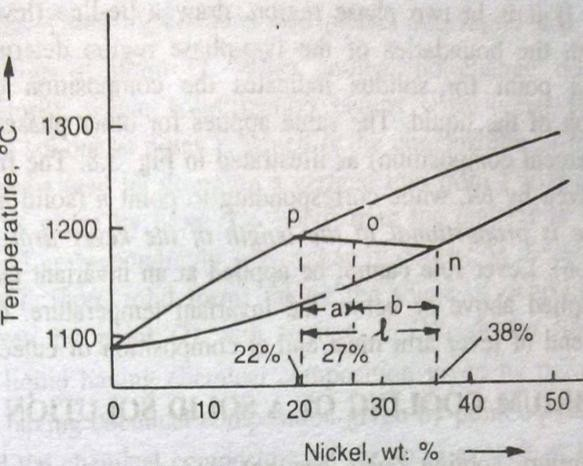 Temperature, °C
1300
1200
1100
p
o
n
a
b
ℓ
22%
27%
38%
0
10
20
30
40
50
Nickel, wt. %